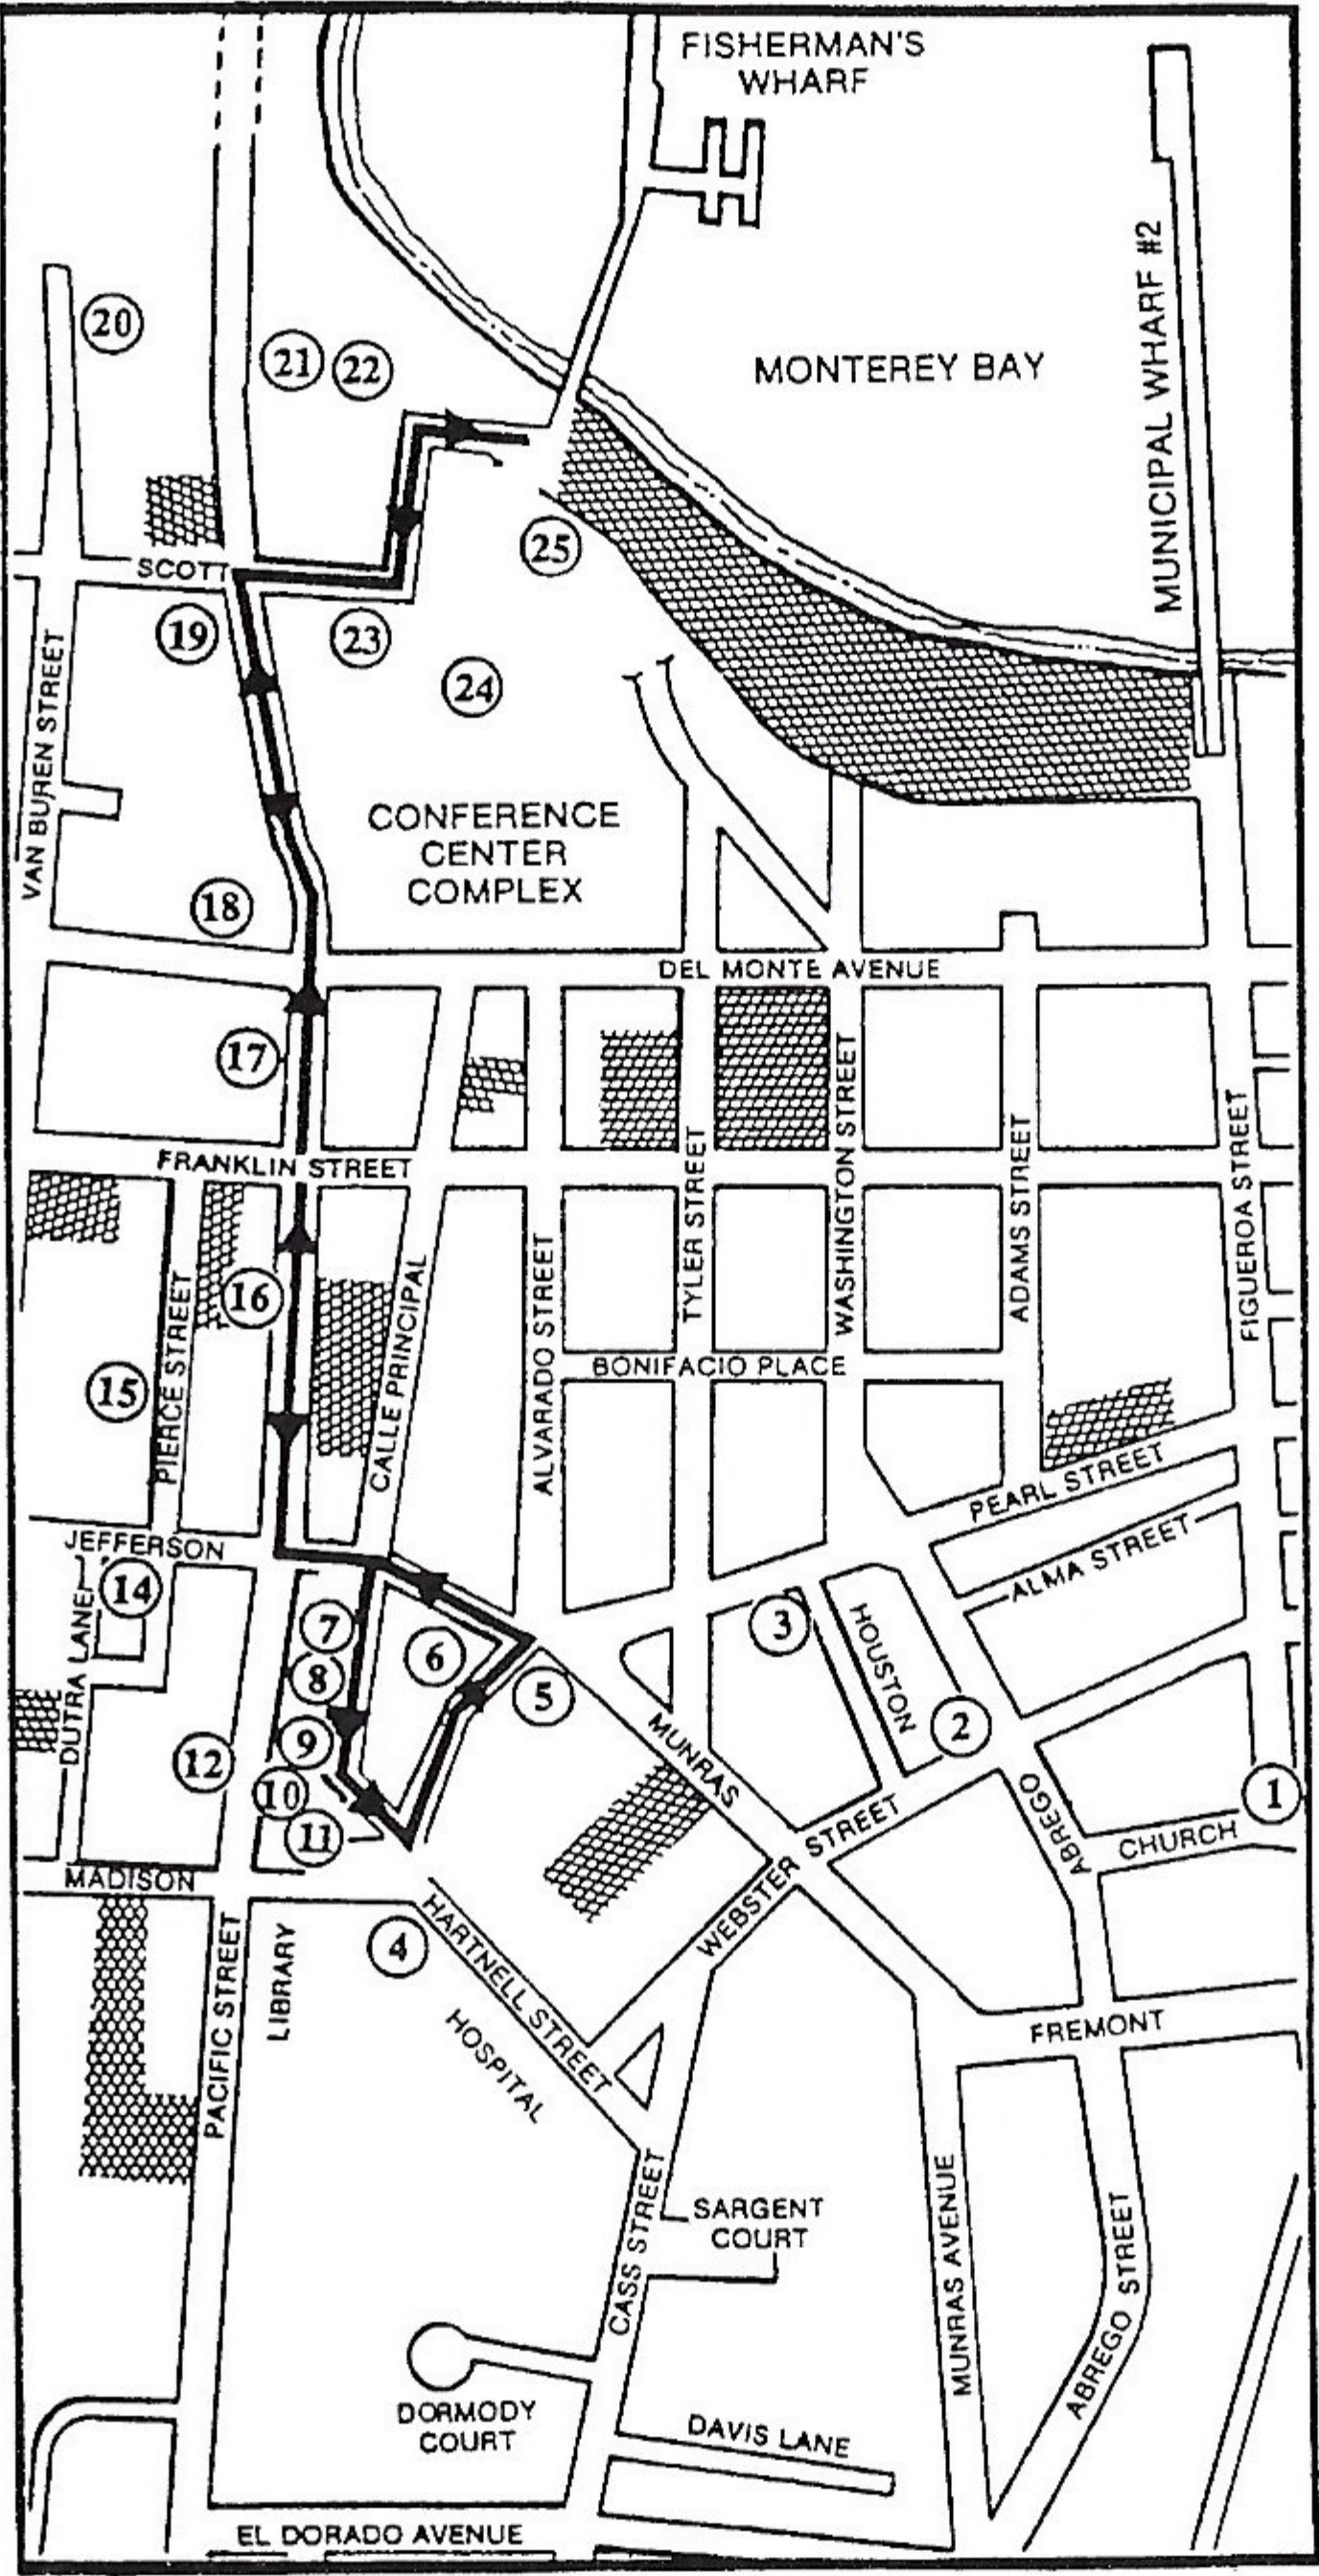 FISHERMAN'S
WHARF
MUNICIPAL WHARF #2
20
21
22
MONTEREY BAY
25
SCOTT
19
23
24
VAN BUREN STREET
CONFERENCE
CENTER
COMPLEX
18
DEL MONTE AVENUE
17
FRANKLIN STREET
TYLER STREET
WASHINGTON STREET
ADAMS STREET
FIGUEROA STREET
16
PIERCE STREET
CALLE PRINCIPAL
ALVARADO STREET
BONIFACIO PLACE
15
PEARL STREET
JEFFERSON
ALMA STREET
14
DUTRA LANE
7
6
3
HOUSTON
8
5
2
MUNRAS
9
12
10
1
11
ABREGO
CHURCH
STREET
WEBSTER
MADISON
4
HARTNELL STREET
PACIFIC STREET
LIBRARY
HOSPITAL
FREMONT
CASS STREET
SARGENT
COURT
MUNRAS AVENUE
ABREGO STREET
DORMODY
COURT
DAVIS LANE
EL DORADO AVENUE